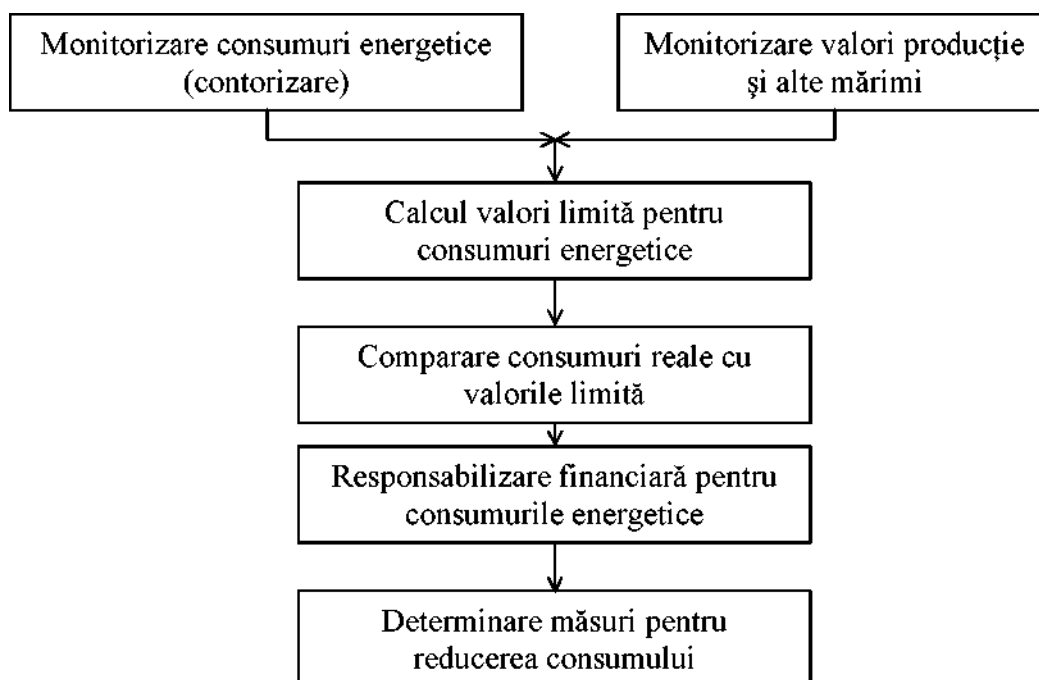 Monitorizare consumuri energetice
(contorizare)
Monitorizare valori producţie
şi alte mărimi
Calcul valori limită pentru
consumuri energetice
Comparare consumuri reale cu
valorile limită
Responsabilizare financiară pentru
consumurile energetice
Determinare măsuri pentru
reducerea consumului